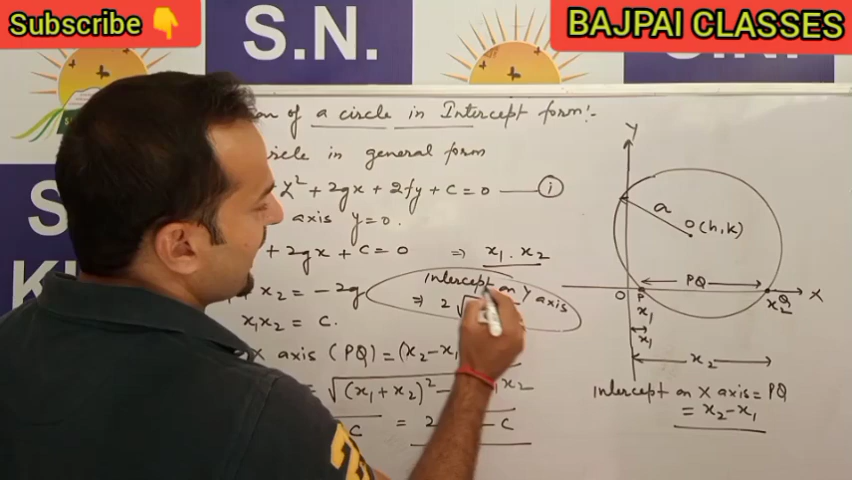 Subscribe 👇
BAJPAI CLASSES
S.N.
of a circle in Intercept form:-
in general form
+ 2gx + 2fy + c = 0 —— (i)
axis y = 0.
+ 2gx + c = 0 ⇒ x₁ . x₂
x₂ = - 2g
x₁x₂ = c.
Intercept on Y axis
⇒ 2 √
X axis (PQ) = (x₂ - x₁
= √(x₁ + x₂)² - x₂
c = 2 - c
Y
a
O (h, k)
PQ
O P Q X
x₁ x₂
x₁
x₂
Intercept on X axis = PQ
= x₂ - x₁